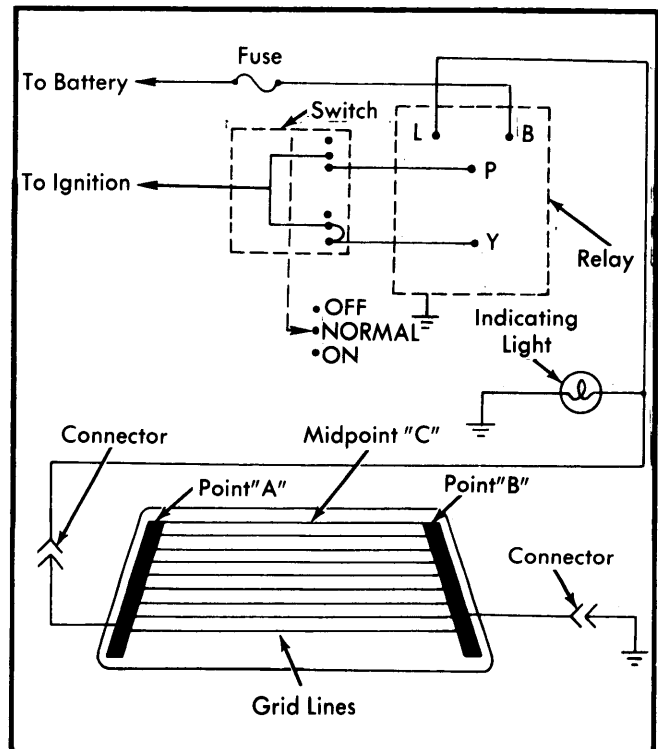 Fuse
To Battery
Switch
L
B
To Ignition
P
Y
Relay
OFF
NORMAL
ON
Indicating
Light
Connector
Midpoint "C"
Point"A"
Point"B"
Connector
Grid Lines